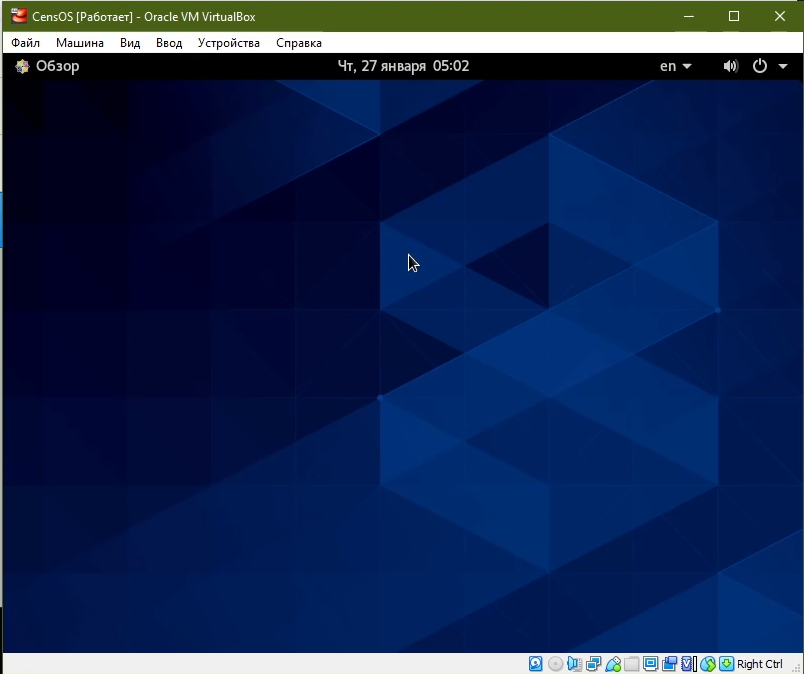 CensOS [Работает] - Oracle VM VirtualBox
Файл Машина Вид Ввод Устройства Справка
Обзор Чт, 27 января 05:02 en
Right Ctrl